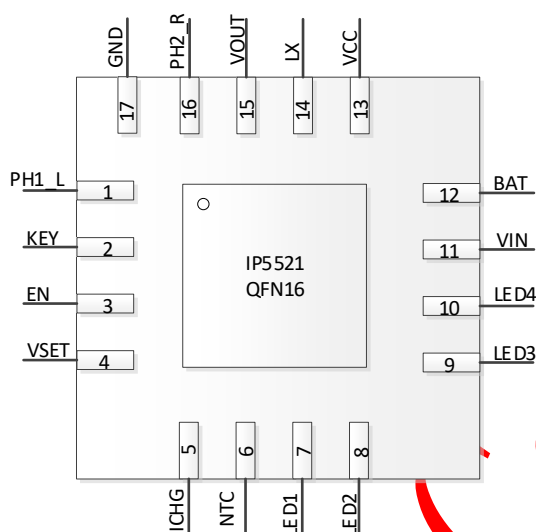 GND
PH2_R
VOUT
LX
VCC
17
16
15
14
13
PH1_L 1
KEY 2
EN 3
VSET 4
IP5521
QFN16
12 BAT
11 VIN
10 LED4
9 LED3
5
6
7
8
ICHG
NTC
LED1
LED2